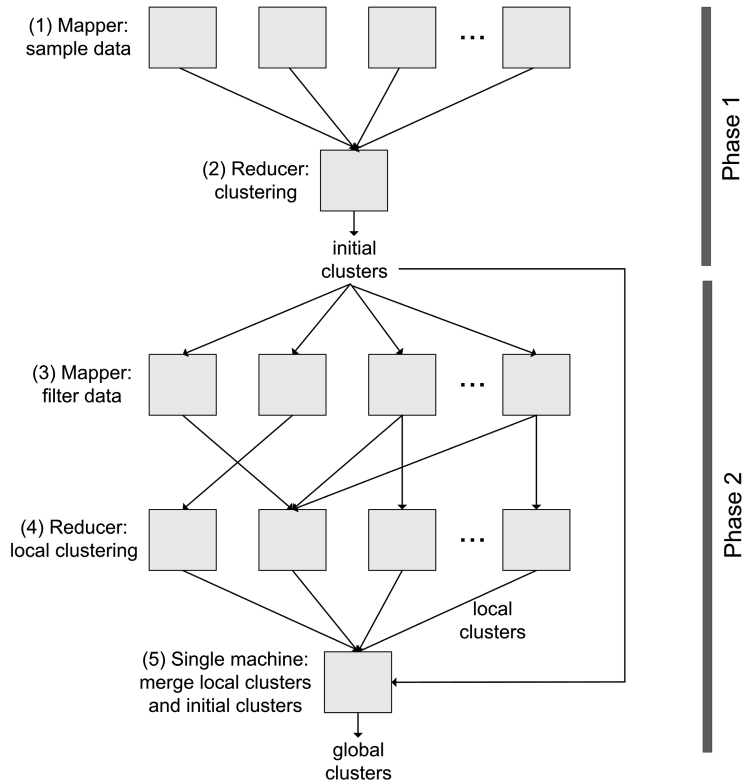 (1) Mapper:
sample data
...
Phase 1
(2) Reducer:
clustering
initial
clusters
(3) Mapper:
filter data
...
Phase 2
(4) Reducer:
local clustering
...
local
clusters
(5) Single machine:
merge local clusters
and initial clusters
global
clusters